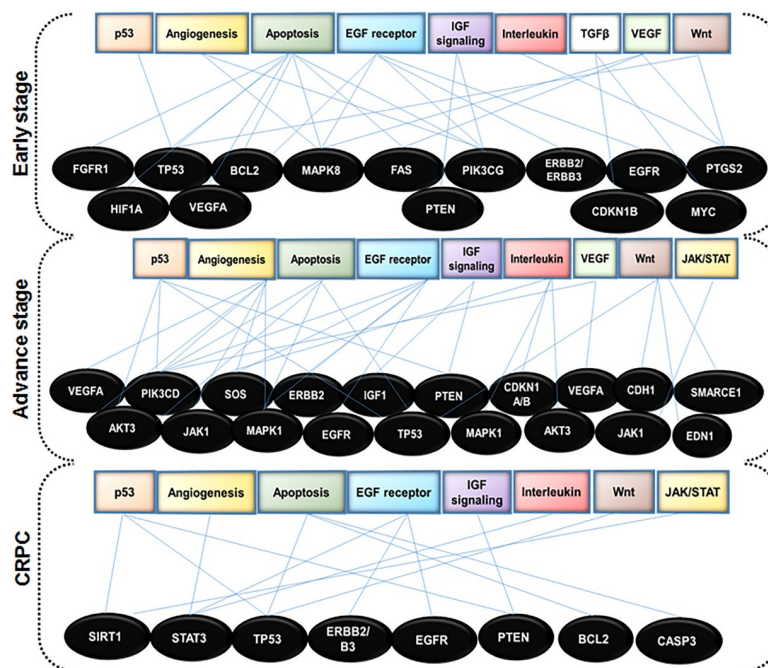 Early stage
p53 Angiogenesis Apoptosis EGF receptor IGF signaling Interleukin TGFβ VEGF Wnt
FGFR1 TP53 BCL2 MAPK8 FAS PIK3CG ERBB2/ ERBB3 EGFR PTGS2
HIF1A VEGFA PTEN CDKN1B MYC
Advance stage
p53 Angiogenesis Apoptosis EGF receptor IGF signaling Interleukin VEGF Wnt JAK/STAT
VEGFA PIK3CD SOS ERBB2 IGF1 PTEN CDKN1 A/B VEGFA CDH1 SMARCE1
AKT3 JAK1 MAPK1 EGFR TP53 MAPK1 AKT3 JAK1 EDN1
CRPC
p53 Angiogenesis Apoptosis EGF receptor IGF signaling Interleukin Wnt JAK/STAT
SIRT1 STAT3 TP53 ERBB2/ B3 EGFR PTEN BCL2 CASP3